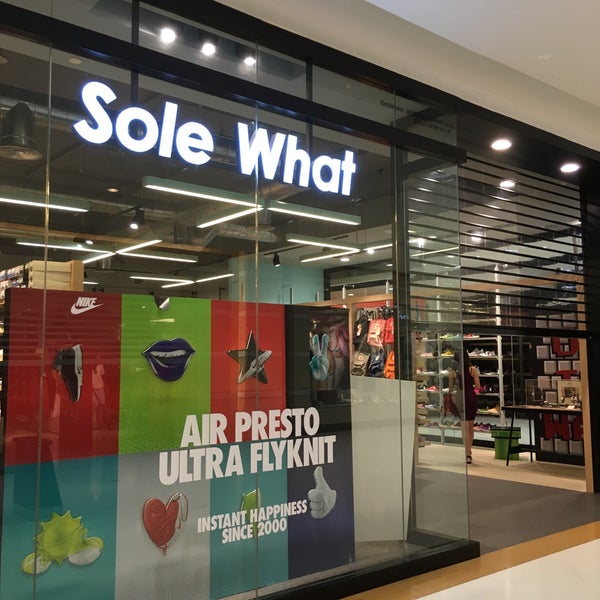 Sole What
NIKE
AIR PRESTO
ULTRA FLYKNIT
INSTANT HAPPINESS
SINCE 2000